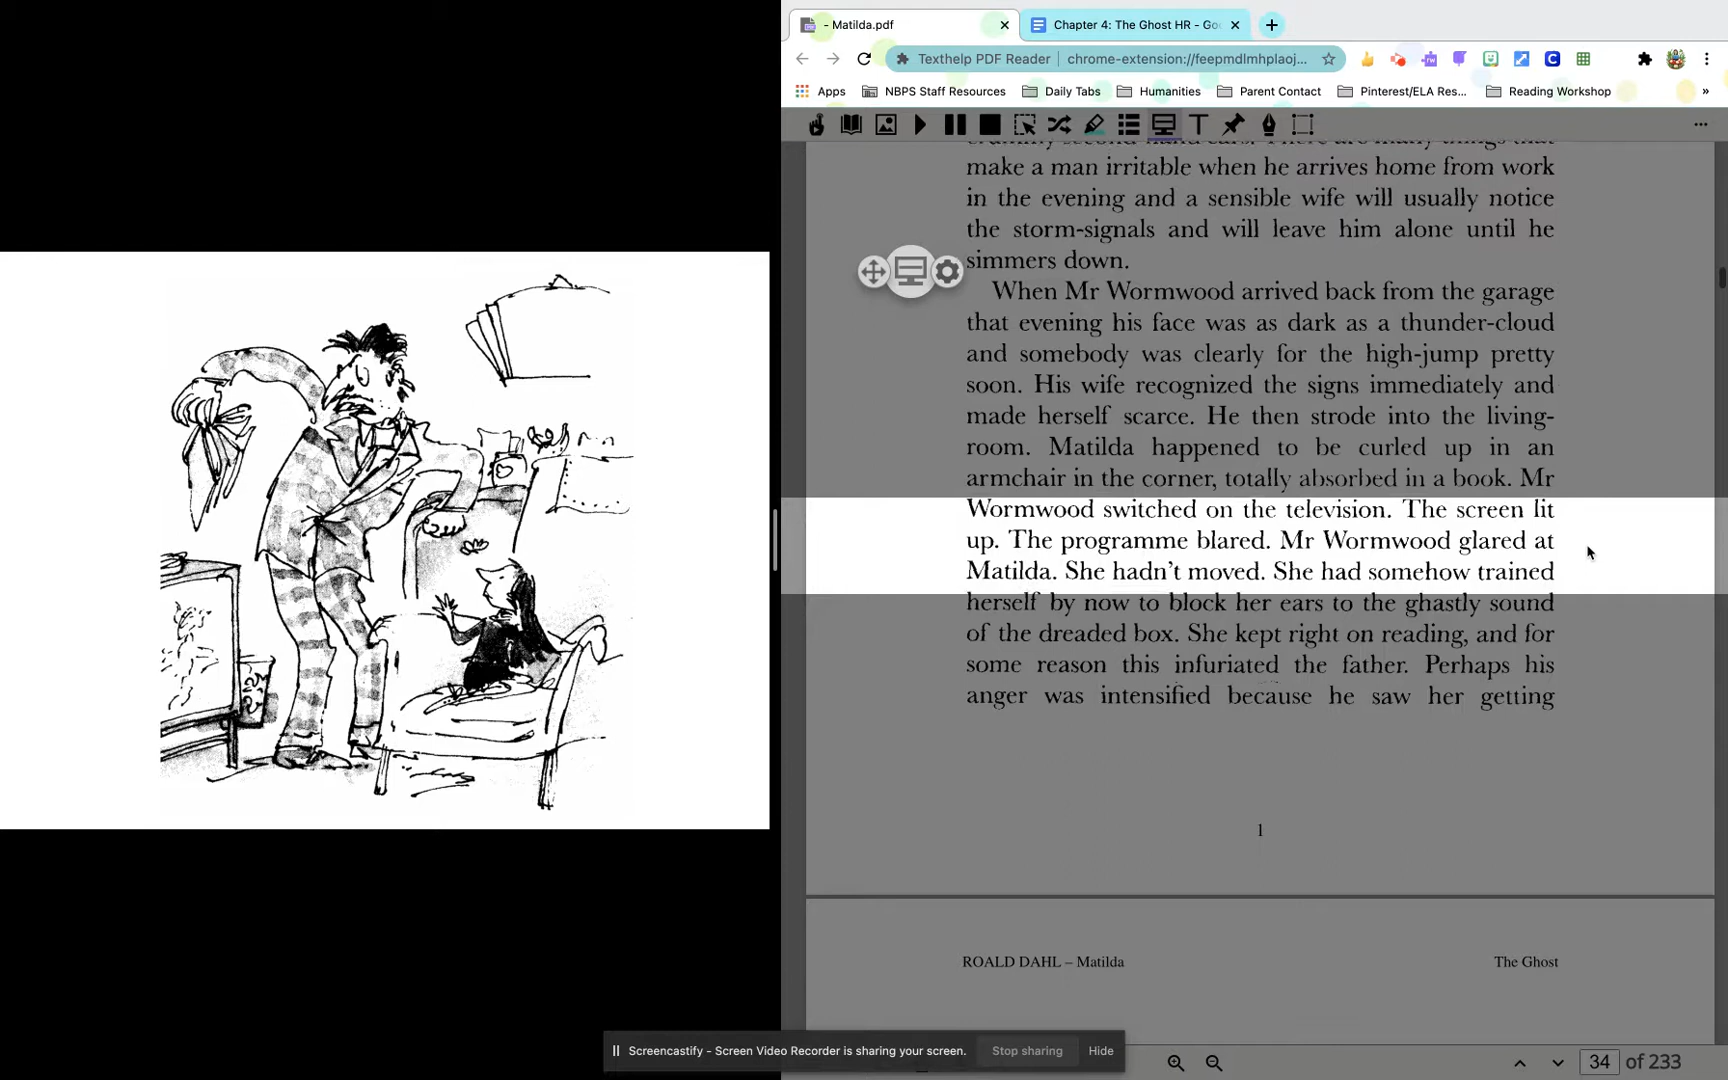 - Matilda.pdf
Chapter 4: The Ghost HR - Go
Texthelp PDF Reader
chrome-extension://feepmdlmhplaoj...
Apps
NBPS Staff Resources
Daily Tabs
Humanities
Parent Contact
Pinterest/ELA Res...
Reading Workshop
»
make a man irritable when he arrives home from work
in the evening and a sensible wife will usually notice
the storm-signals and will leave him alone until he
simmers down.
When Mr Wormwood arrived back from the garage
that evening his face was as dark as a thunder-cloud
and somebody was clearly for the high-jump pretty
soon. His wife recognized the signs immediately and
made herself scarce. He then strode into the living-
room. Matilda happened to be curled up in an
armchair in the corner, totally absorbed in a book. Mr
Wormwood switched on the television. The screen lit
up. The programme blared. Mr Wormwood glared at
Matilda. She hadn't moved. She had somehow trained
herself by now to block her ears to the ghastly sound
of the dreaded box. She kept right on reading, and for
some reason this infuriated the father. Perhaps his
anger was intensified because he saw her getting
1
ROALD DAHL – Matilda
The Ghost
Screencastify - Screen Video Recorder is sharing your screen.
Stop sharing
Hide
34 of 233